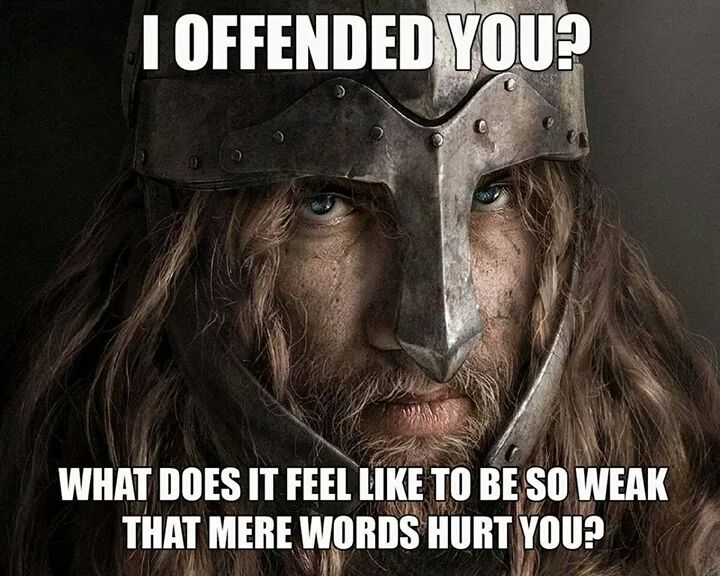 I OFFENDED YOU?
WHAT DOES IT FEEL LIKE TO BE SO WEAK
THAT MERE WORDS HURT YOU?